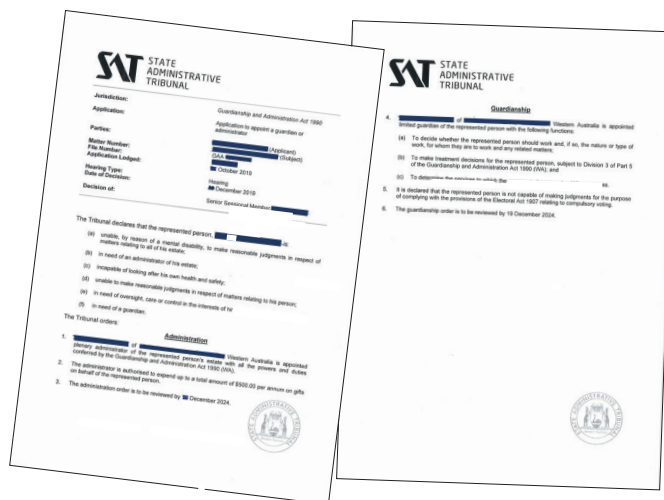 SAT STATE
ADMINISTRATIVE
TRIBUNAL
Jurisdiction:
Guardianship and Administration Act 1990
Application:
Application to appoint a guardian or
administrator
Parties:
(Applicant)
(Subject)
Matter Number:
GAA
File Number:
Application Lodged:
October 2019
Hearing Type:
Hearing
Date of Decision:
December 2019
Decision of:
Senior Sessional Member
The Tribunal declares that the represented person, is:
(a) unable, by reason of a mental disability, to make reasonable judgments in respect of
matters relating to all of his estate;
(b) in need of an administrator of his estate;
(c) incapable of looking after his own health and safety;
(d) unable to make reasonable judgments in respect of matters relating to his person;
(e) in need of oversight, care or control in the interests of
(f) in need of a guardian.
The Tribunal orders:
Administration
1. of Western Australia is appointed
plenary administrator of the represented person's estate with all the powers and duties
conferred by the Guardianship and Administration Act 1990 (WA).
2. The administrator is authorised to expend up to a total amount of $500.00 per annum on gifts
on behalf of the represented person.
3. The administration order is to be reviewed by December 2024.
STATE ADMINISTRATIVE TRIBUNAL
SAT STATE
ADMINISTRATIVE
TRIBUNAL
Guardianship
4. of Western Australia is appointed
limited guardian of the represented person with the following functions:
(a) To decide whether the represented person should work and, if so, the nature or type of
work, for whom they are to work and any related matters;
(b) To make treatment decisions for the represented person, subject to Division 3 of Part 5
of the Guardianship and Administration Act 1990 (WA); and
(c) To determine the services to which the
5. It is declared that the represented person is not capable of making judgments for the purpose
of complying with the provisions of the Electoral Act 1907 relating to compulsory voting.
6. The guardianship order is to be reviewed by 19 December 2024.
STATE ADMINISTRATIVE TRIBUNAL